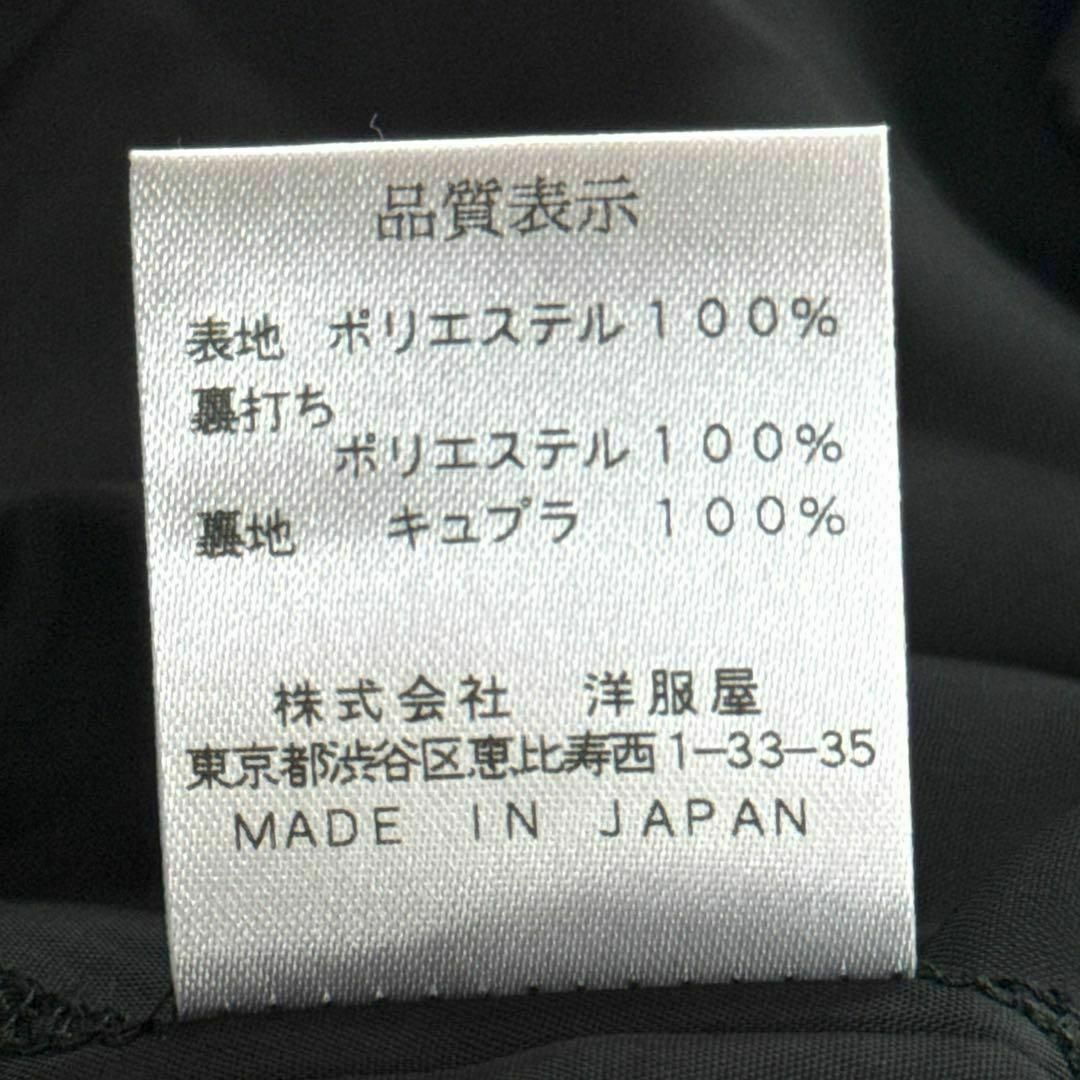 品質表示
表地 ポリエステル100%
裏打ち
ポリエステル100%
裏地 キュプラ 100%
株式会社 洋服屋
東京都渋谷区恵比寿西1-33-35
MADE IN JAPAN